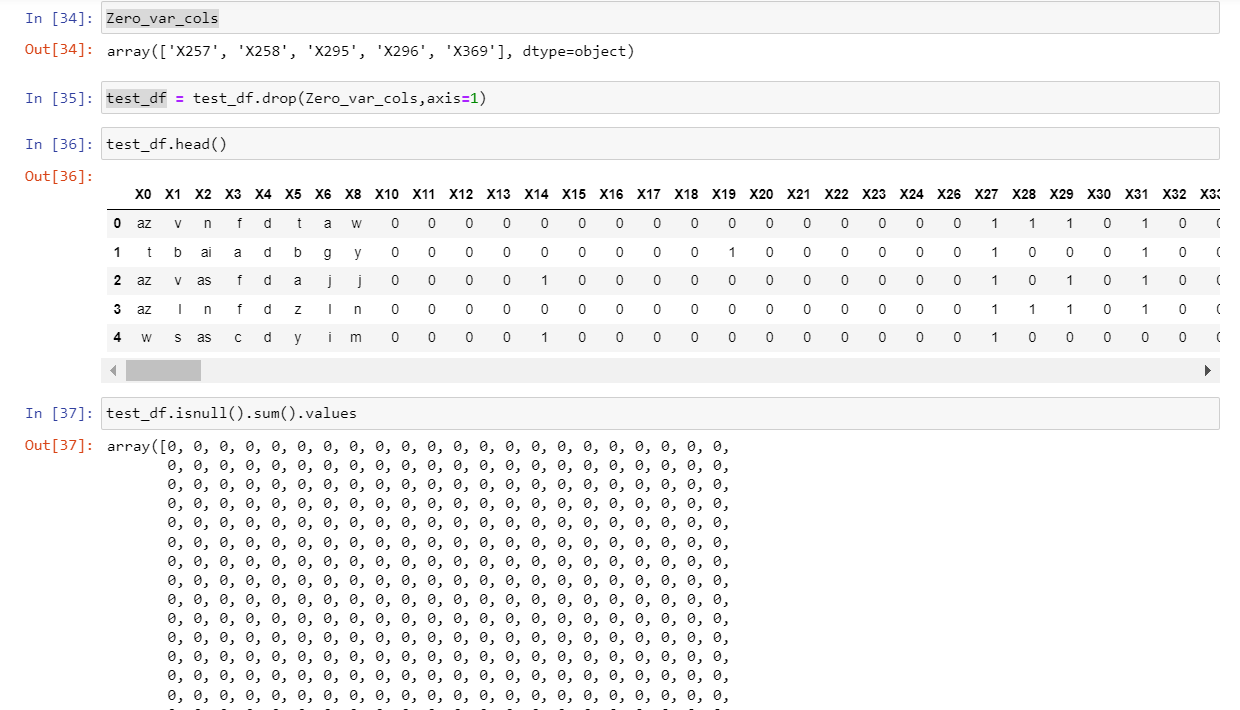 In [34]: Zero_var_cols
Out[34]: array(['X257', 'X258', 'X295', 'X296', 'X369'], dtype=object)
In [35]: test_df = test_df.drop(Zero_var_cols,axis=1)
In [36]: test_df.head()
Out[36]:
X0 X1 X2 X3 X4 X5 X6 X8 X10 X11 X12 X13 X14 X15 X16 X17 X18 X19 X20 X21 X22 X23 X24 X26 X27 X28 X29 X30 X31 X32 X33
0 az v n f d t a w 0 0 0 0 0 0 0 0 0 0 0 0 0 0 0 0 1 1 1 0 1 0 0
1 t b ai a d b g y 0 0 0 0 0 0 0 0 0 1 0 0 0 0 0 0 1 0 0 0 1 0 0
2 az v as f d a j j 0 0 0 0 1 0 0 0 0 0 0 0 0 0 0 0 1 0 1 0 1 0 0
3 az l n f d z l n 0 0 0 0 0 0 0 0 0 0 0 0 0 0 0 0 1 1 1 0 1 0 0
4 w s as c d y i m 0 0 0 0 1 0 0 0 0 0 0 0 0 0 0 0 1 0 0 0 0 0 0
In [37]: test_df.isnull().sum().values
Out[37]: array([0, 0, 0, 0, 0, 0, 0, 0, 0, 0, 0, 0, 0, 0, 0, 0, 0, 0, 0, 0, 0, 0,
0, 0, 0, 0, 0, 0, 0, 0, 0, 0, 0, 0, 0, 0, 0, 0, 0, 0, 0, 0, 0, 0,
0, 0, 0, 0, 0, 0, 0, 0, 0, 0, 0, 0, 0, 0, 0, 0, 0, 0, 0, 0, 0, 0,
0, 0, 0, 0, 0, 0, 0, 0, 0, 0, 0, 0, 0, 0, 0, 0, 0, 0, 0, 0, 0, 0,
0, 0, 0, 0, 0, 0, 0, 0, 0, 0, 0, 0, 0, 0, 0, 0, 0, 0, 0, 0, 0, 0,
0, 0, 0, 0, 0, 0, 0, 0, 0, 0, 0, 0, 0, 0, 0, 0, 0, 0, 0, 0, 0, 0,
0, 0, 0, 0, 0, 0, 0, 0, 0, 0, 0, 0, 0, 0, 0, 0, 0, 0, 0, 0, 0, 0,
0, 0, 0, 0, 0, 0, 0, 0, 0, 0, 0, 0, 0, 0, 0, 0, 0, 0, 0, 0, 0, 0,
0, 0, 0, 0, 0, 0, 0, 0, 0, 0, 0, 0, 0, 0, 0, 0, 0, 0, 0, 0, 0, 0,
0, 0, 0, 0, 0, 0, 0, 0, 0, 0, 0, 0, 0, 0, 0, 0, 0, 0, 0, 0, 0, 0,
0, 0, 0, 0, 0, 0, 0, 0, 0, 0, 0, 0, 0, 0, 0, 0, 0, 0, 0, 0, 0, 0,
0, 0, 0, 0, 0, 0, 0, 0, 0, 0, 0, 0, 0, 0, 0, 0, 0, 0, 0, 0, 0, 0,
0, 0, 0, 0, 0, 0, 0, 0, 0, 0, 0, 0, 0, 0, 0, 0, 0, 0, 0, 0, 0, 0,
0, 0, 0, 0, 0, 0, 0, 0, 0, 0, 0, 0, 0, 0, 0, 0, 0, 0, 0, 0, 0, 0,